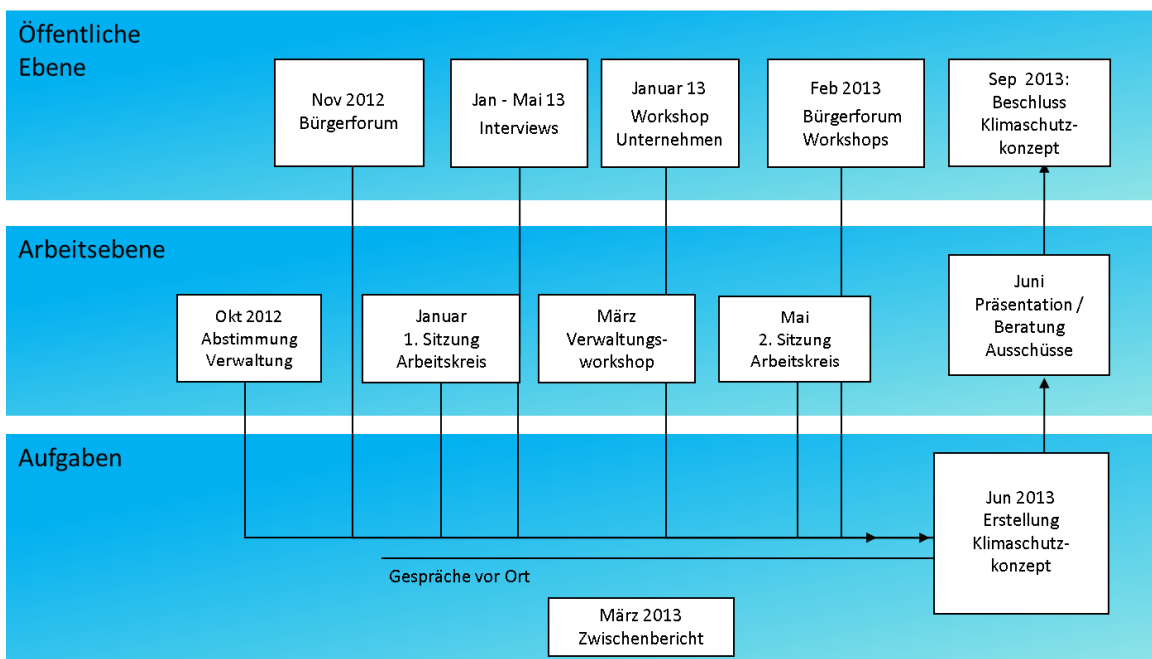 Öffentliche
Ebene
Nov 2012
Bürgerforum
Jan - Mai 13
Interviews
Januar 13
Workshop
Unternehmen
Feb 2013
Bürgerforum
Workshops
Sep 2013:
Beschluss
Klimaschutz-
konzept
Arbeitsebene
Okt 2012
Abstimmung
Verwaltung
Januar
1. Sitzung
Arbeitskreis
März
Verwaltungs-
workshop
Mai
2. Sitzung
Arbeitskreis
Juni
Präsentation /
Beratung
Ausschüsse
Aufgaben
Jun 2013
Erstellung
Klimaschutz-
konzept
Gespräche vor Ort
März 2013
Zwischenbericht